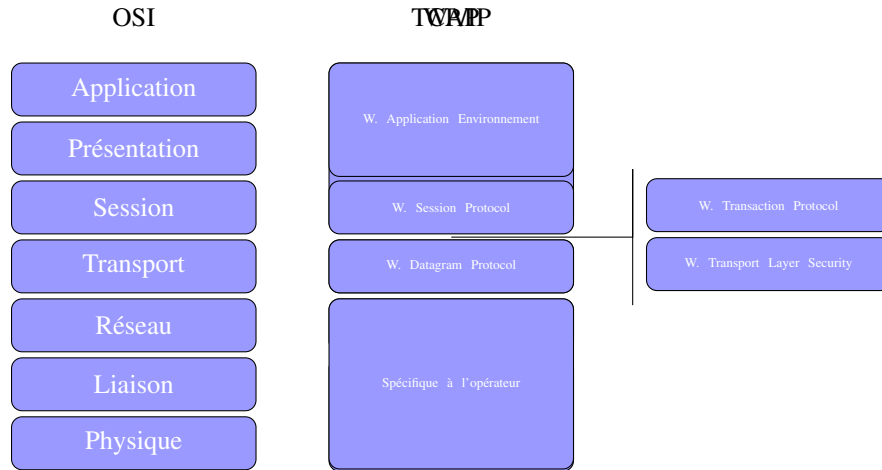 OSI
Application
Présentation
Session
Transport
Réseau
Liaison
Physique
W. Application Environnement
W. Session Protocol
W. Datagram Protocol
Spécifique à l'opérateur
W. Transaction Protocol
W. Transport Layer Security